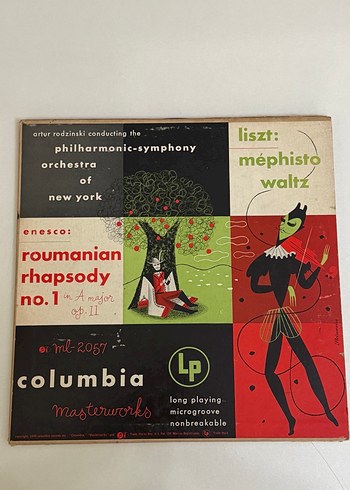 artur rodzinski conducting the
philharmonic-symphony
orchestra
of
new york
liszt:
méphisto
waltz
enesco:
roumanian
rhapsody
no. 1 in A major
op. 11
ml-2057
columbia
masterworks
LP
long playing
microgroove
nonbreakable